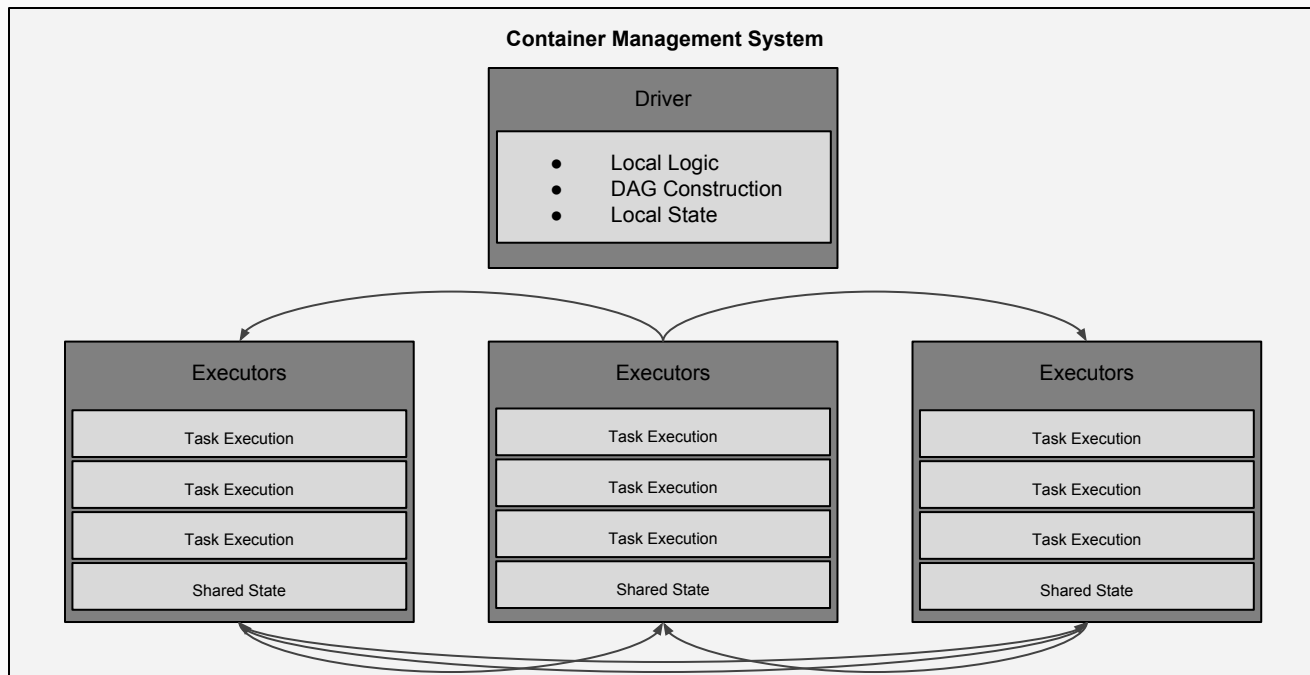 Container Management System
Driver
● Local Logic
● DAG Construction
● Local State
Executors
Task Execution
Task Execution
Task Execution
Shared State
Executors
Task Execution
Task Execution
Task Execution
Shared State
Executors
Task Execution
Task Execution
Task Execution
Shared State